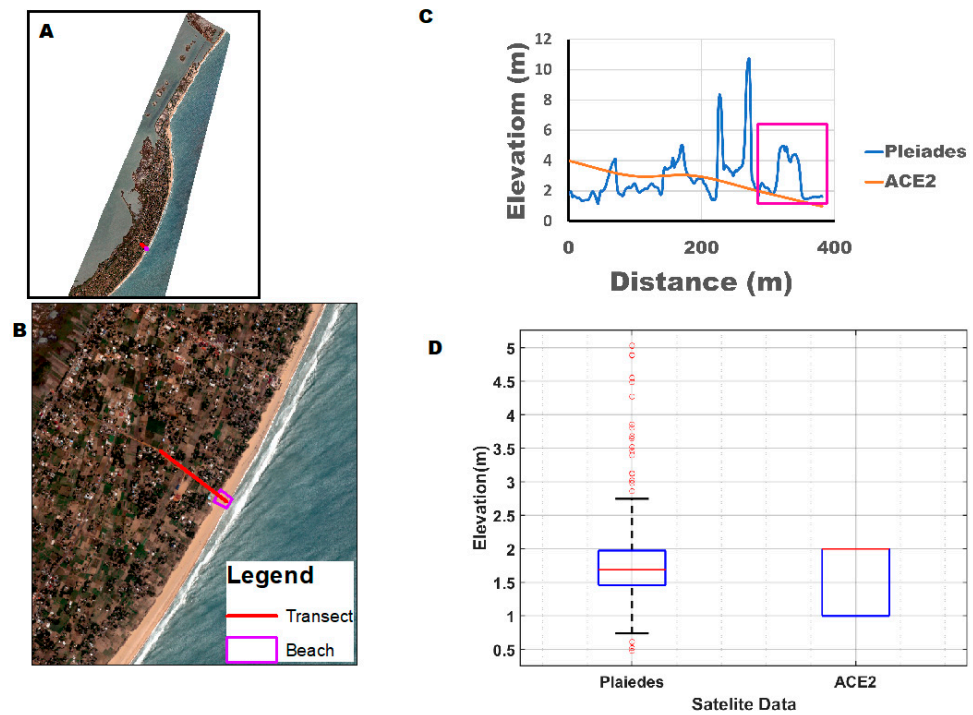 A
B
Legend
Transect
Beach
C
Elevatiom (m)
12
10
8
6
4
2
0
0
200
400
Distance (m)
Pleiades
ACE2
D
Elevation(m)
5
4.5
4
3.5
3
2.5
2
1.5
1
0.5
Plaiedes
ACE2
Satelite Data